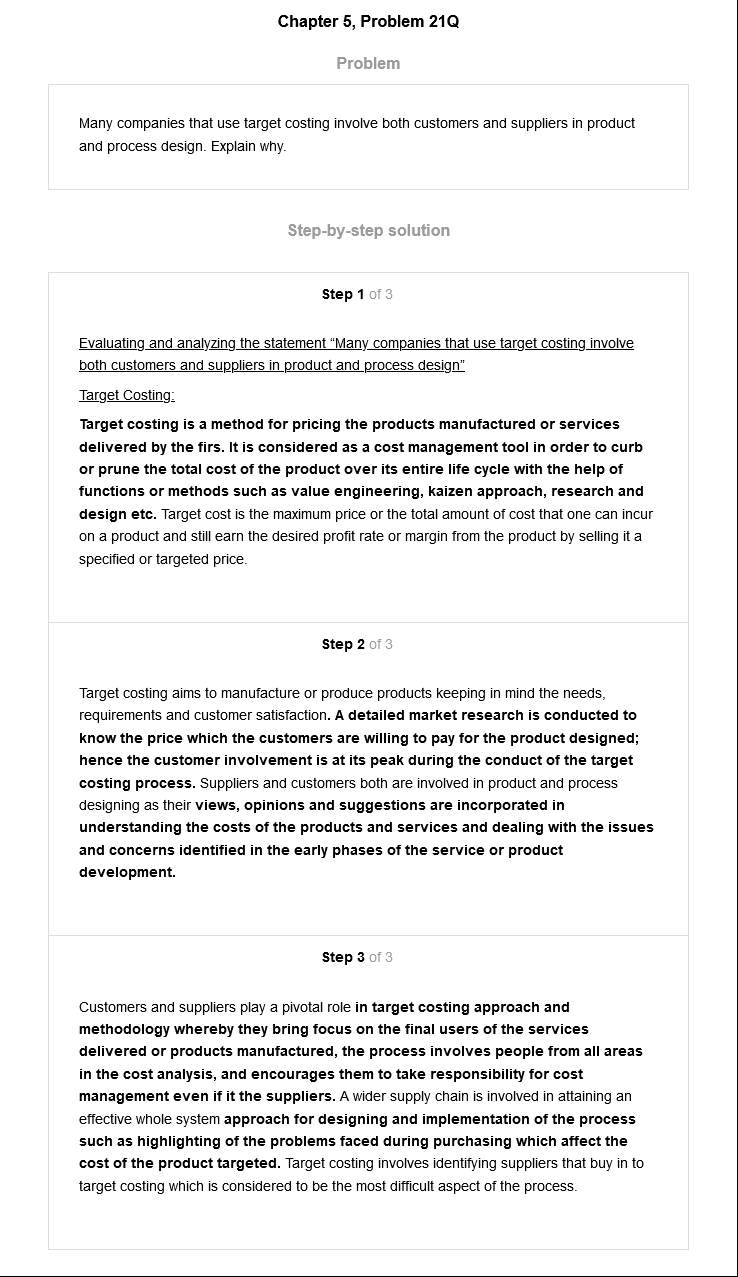 Chapter 5, Problem 21Q
Problem
Many companies that use target costing involve both customers and suppliers in product
and process design. Explain why.
Step-by-step solution
Step 1 of 3
Evaluating and analyzing the statement “Many companies that use target costing involve
both customers and suppliers in product and process design”
Target Costing:
Target costing is a method for pricing the products manufactured or services
delivered by the firs. It is considered as a cost management tool in order to curb
or prune the total cost of the product over its entire life cycle with the help of
functions or methods such as value engineering, kaizen approach, research and
design etc. Target cost is the maximum price or the total amount of cost that one can incur
on a product and still earn the desired profit rate or margin from the product by selling it a
specified or targeted price.
Step 2 of 3
Target costing aims to manufacture or produce products keeping in mind the needs,
requirements and customer satisfaction. A detailed market research is conducted to
know the price which the customers are willing to pay for the product designed;
hence the customer involvement is at its peak during the conduct of the target
costing process. Suppliers and customers both are involved in product and process
designing as their views, opinions and suggestions are incorporated in
understanding the costs of the products and services and dealing with the issues
and concerns identified in the early phases of the service or product
development.
Step 3 of 3
Customers and suppliers play a pivotal role in target costing approach and
methodology whereby they bring focus on the final users of the services
delivered or products manufactured, the process involves people from all areas
in the cost analysis, and encourages them to take responsibility for cost
management even if it the suppliers. A wider supply chain is involved in attaining an
effective whole system approach for designing and implementation of the process
such as highlighting of the problems faced during purchasing which affect the
cost of the product targeted. Target costing involves identifying suppliers that buy in to
target costing which is considered to be the most difficult aspect of the process.